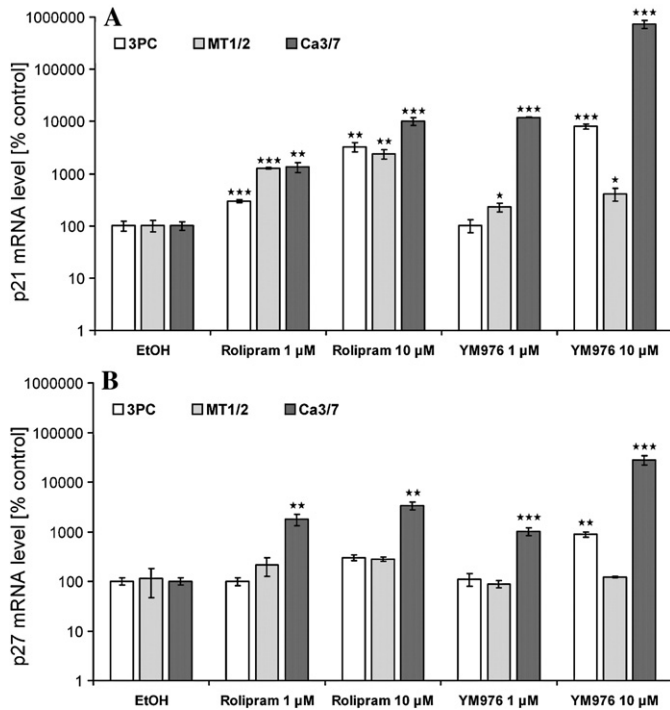 A
p21 mRNA level [% control]
1000000
100000
10000
1000
100
10
1
3PC MT1/2 Ca3/7
★★★ ★★★ ★★ ★★ ★★ ★★★ ★ ★★★ ★★★ ★ ★★★
EtOH Rolipram 1 µM Rolipram 10 µM YM976 1 µM YM976 10 µM
B
p27 mRNA level [% control]
1000000
100000
10000
1000
100
10
1
3PC MT1/2 Ca3/7
★★ ★★ ★★★ ★★ ★★★
EtOH Rolipram 1 µM Rolipram 10 µM YM976 1 µM YM976 10 µM